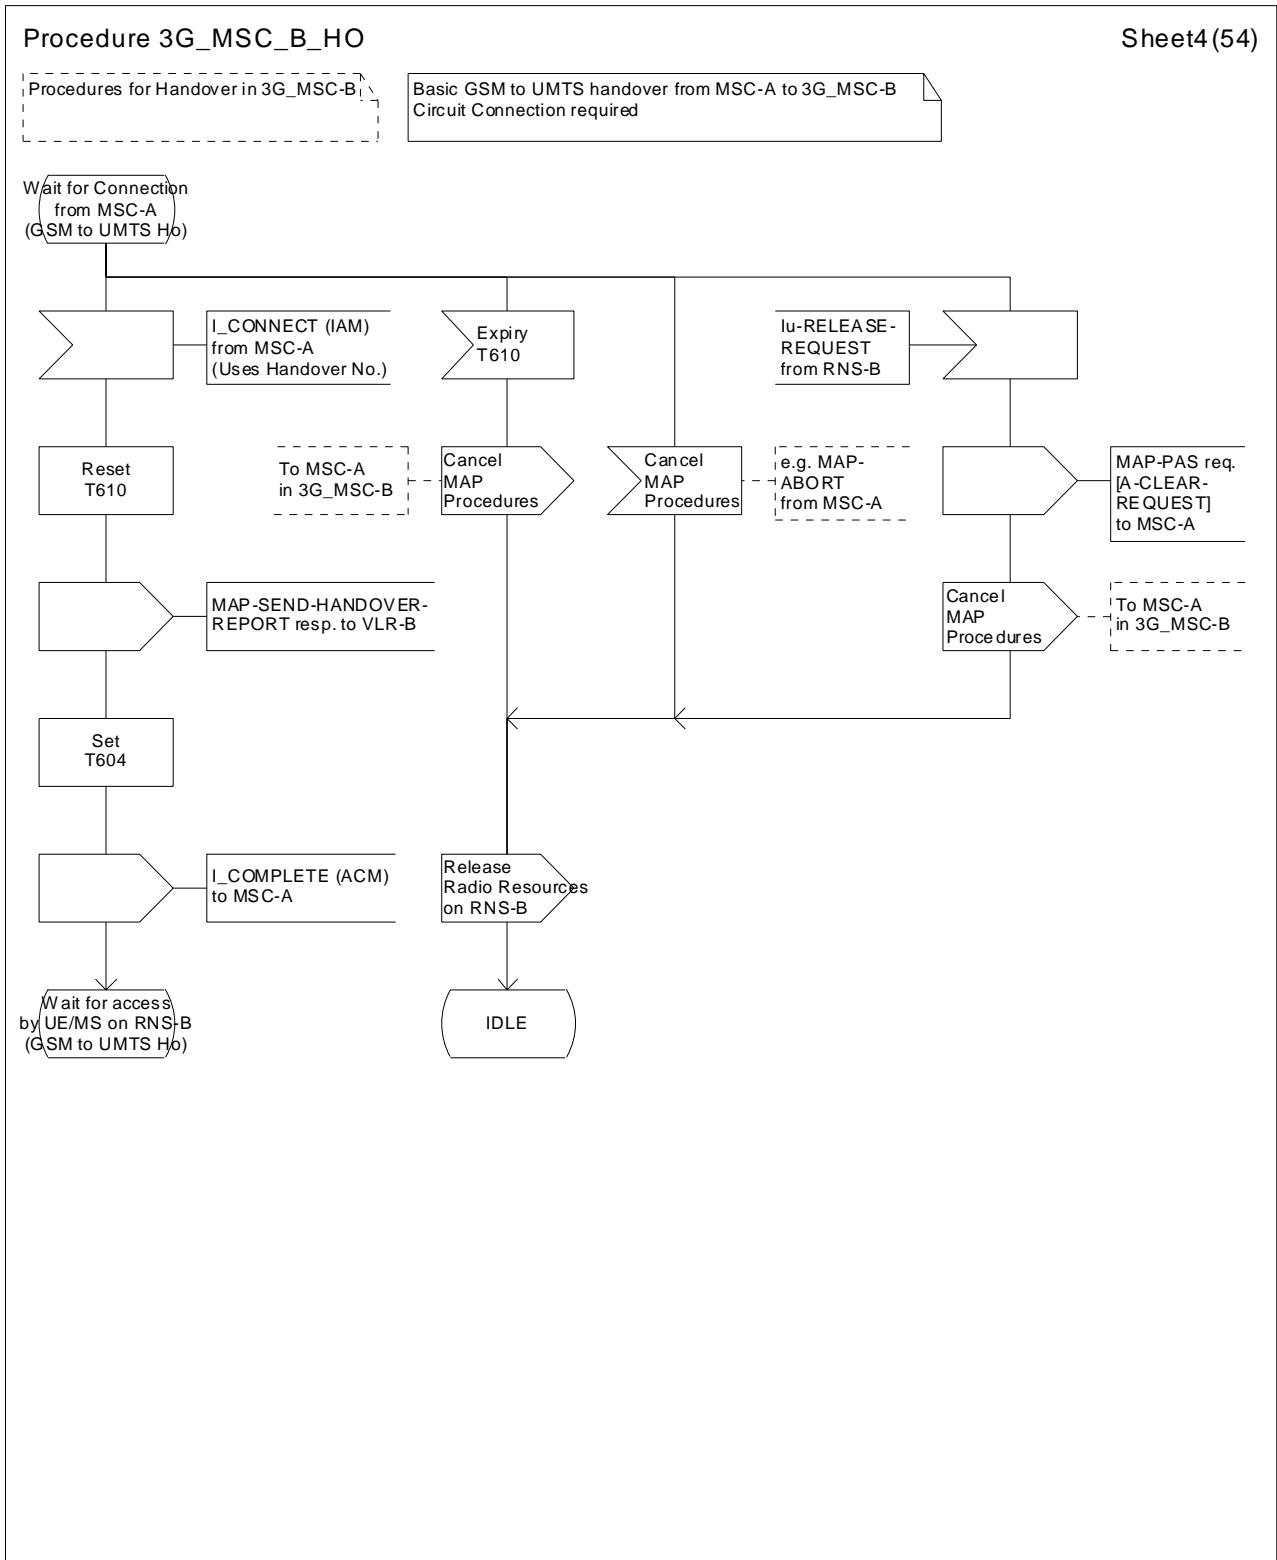 Procedure 3G_MSC_B_HO
Sheet4(54)
Procedures for Handover in 3G_MSC-B
Basic GSM to UMTS handover from MSC-A to 3G_MSC-B
Circuit Connection required
Wait for Connection
from MSC-A
(GSM to UMTS Ho)
I_CONNECT (IAM)
from MSC-A
(Uses Handover No.)
Expiry
T610
Iu-RELEASE-
REQUEST
from RNS-B
Reset
T610
To MSC-A
in 3G_MSC-B
Cancel
MAP
Procedures
Cancel
MAP
Procedures
e.g. MAP-
ABORT
from MSC-A
MAP-PAS req.
[A-CLEAR-
REQUEST]
to MSC-A
MAP-SEND-HANDOVER-
REPORT resp. to VLR-B
Cancel
MAP
Procedures
To MSC-A
in 3G_MSC-B
Set
T604
I_COMPLETE (ACM)
to MSC-A
Release
Radio Resources
on RNS-B
Wait for access
by UE/MS on RNS-B
(GSM to UMTS Ho)
IDLE